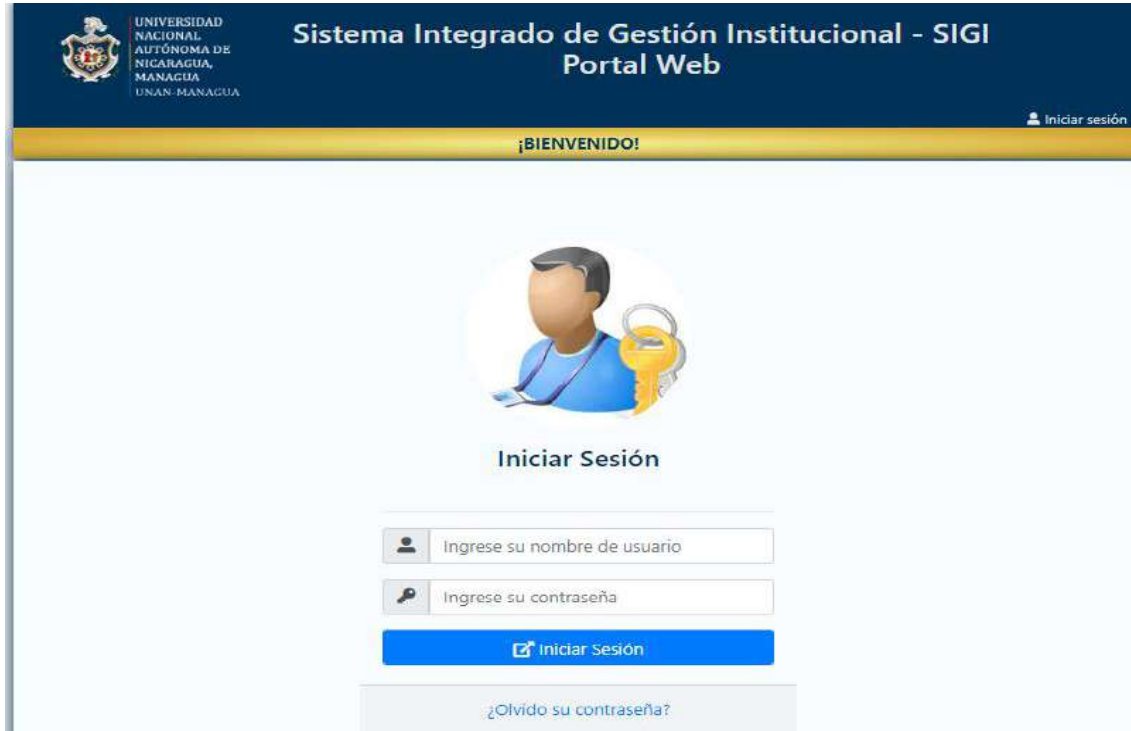 UNIVERSIDAD
NACIONAL
AUTÓNOMA DE
NICARAGUA,
MANAGUA
UNAN-MANAGUA
Sistema Integrado de Gestión Institucional - SIGI
Portal Web
Iniciar sesión
¡BIENVENIDO!
Iniciar Sesión
Ingrese su nombre de usuario
Ingrese su contraseña
Iniciar Sesión
¿Olvido su contraseña?